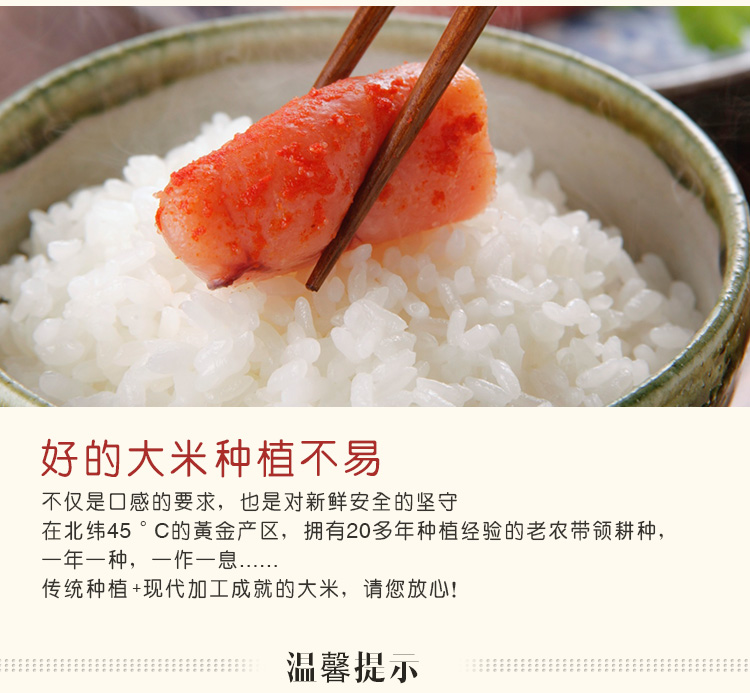 好的大米种植不易
不仅是口感的要求，也是对新鲜安全的坚守
在北纬45°C的黃金产区，拥有20多年种植经验的老农带领耕种，
一年一种，一作一息……
传统种植+现代加工成就的大米，请您放心！
温馨提示